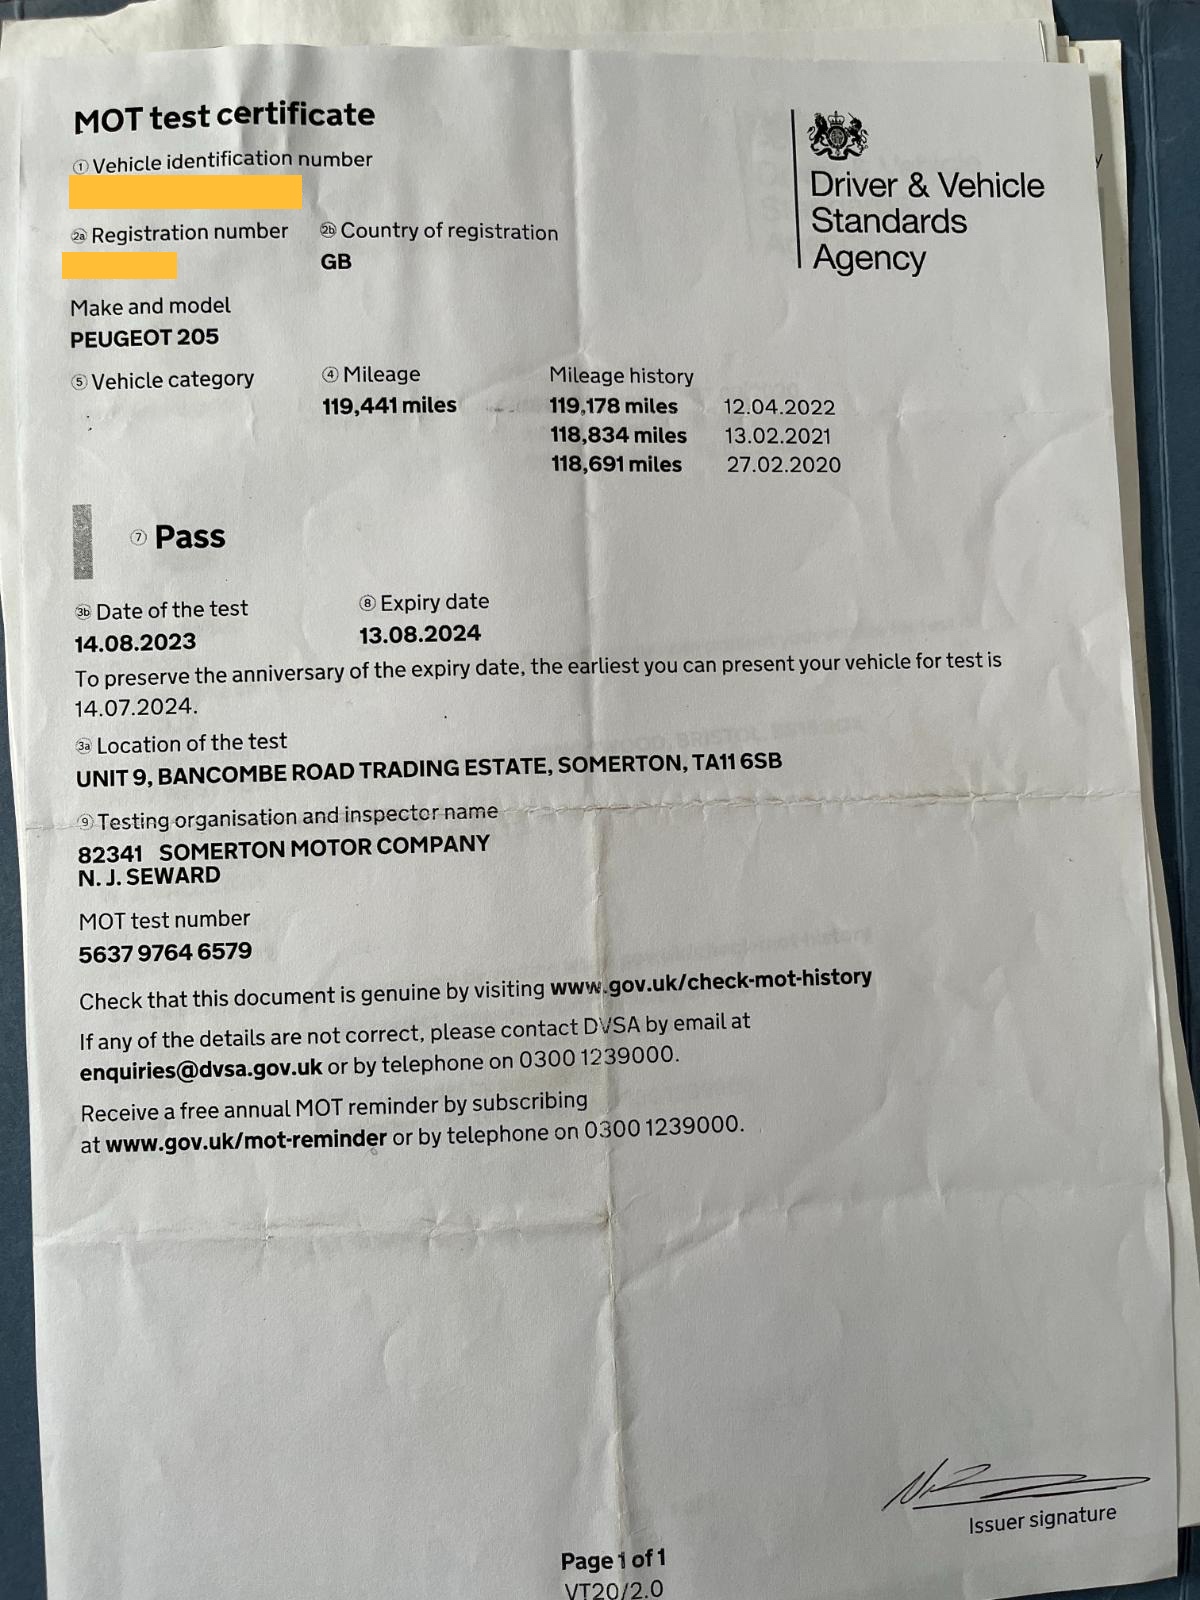 MOT test certificate
1 Vehicle identification number
2a Registration number
2b Country of registration
GB
Make and model
PEUGEOT 205
5 Vehicle category
4 Mileage
119,441 miles
Mileage history
119,178 miles 12.04.2022
118,834 miles 13.02.2021
118,691 miles 27.02.2020
Driver & Vehicle
Standards
Agency
7 Pass
3b Date of the test
14.08.2023
8 Expiry date
13.08.2024
To preserve the anniversary of the expiry date, the earliest you can present your vehicle for test is
14.07.2024.
3a Location of the test
UNIT 9, BANCOMBE ROAD TRADING ESTATE, SOMERTON, TA11 6SB
9 Testing organisation and inspector name
82341 SOMERTON MOTOR COMPANY
N. J. SEWARD
MOT test number
5637 9764 6579
Check that this document is genuine by visiting www.gov.uk/check-mot-history
If any of the details are not correct, please contact DVSA by email at
enquiries@dvsa.gov.uk or by telephone on 0300 1239000.
Receive a free annual MOT reminder by subscribing
at www.gov.uk/mot-reminder or by telephone on 0300 1239000.
Issuer signature
Page 1 of 1
VT20/2.0